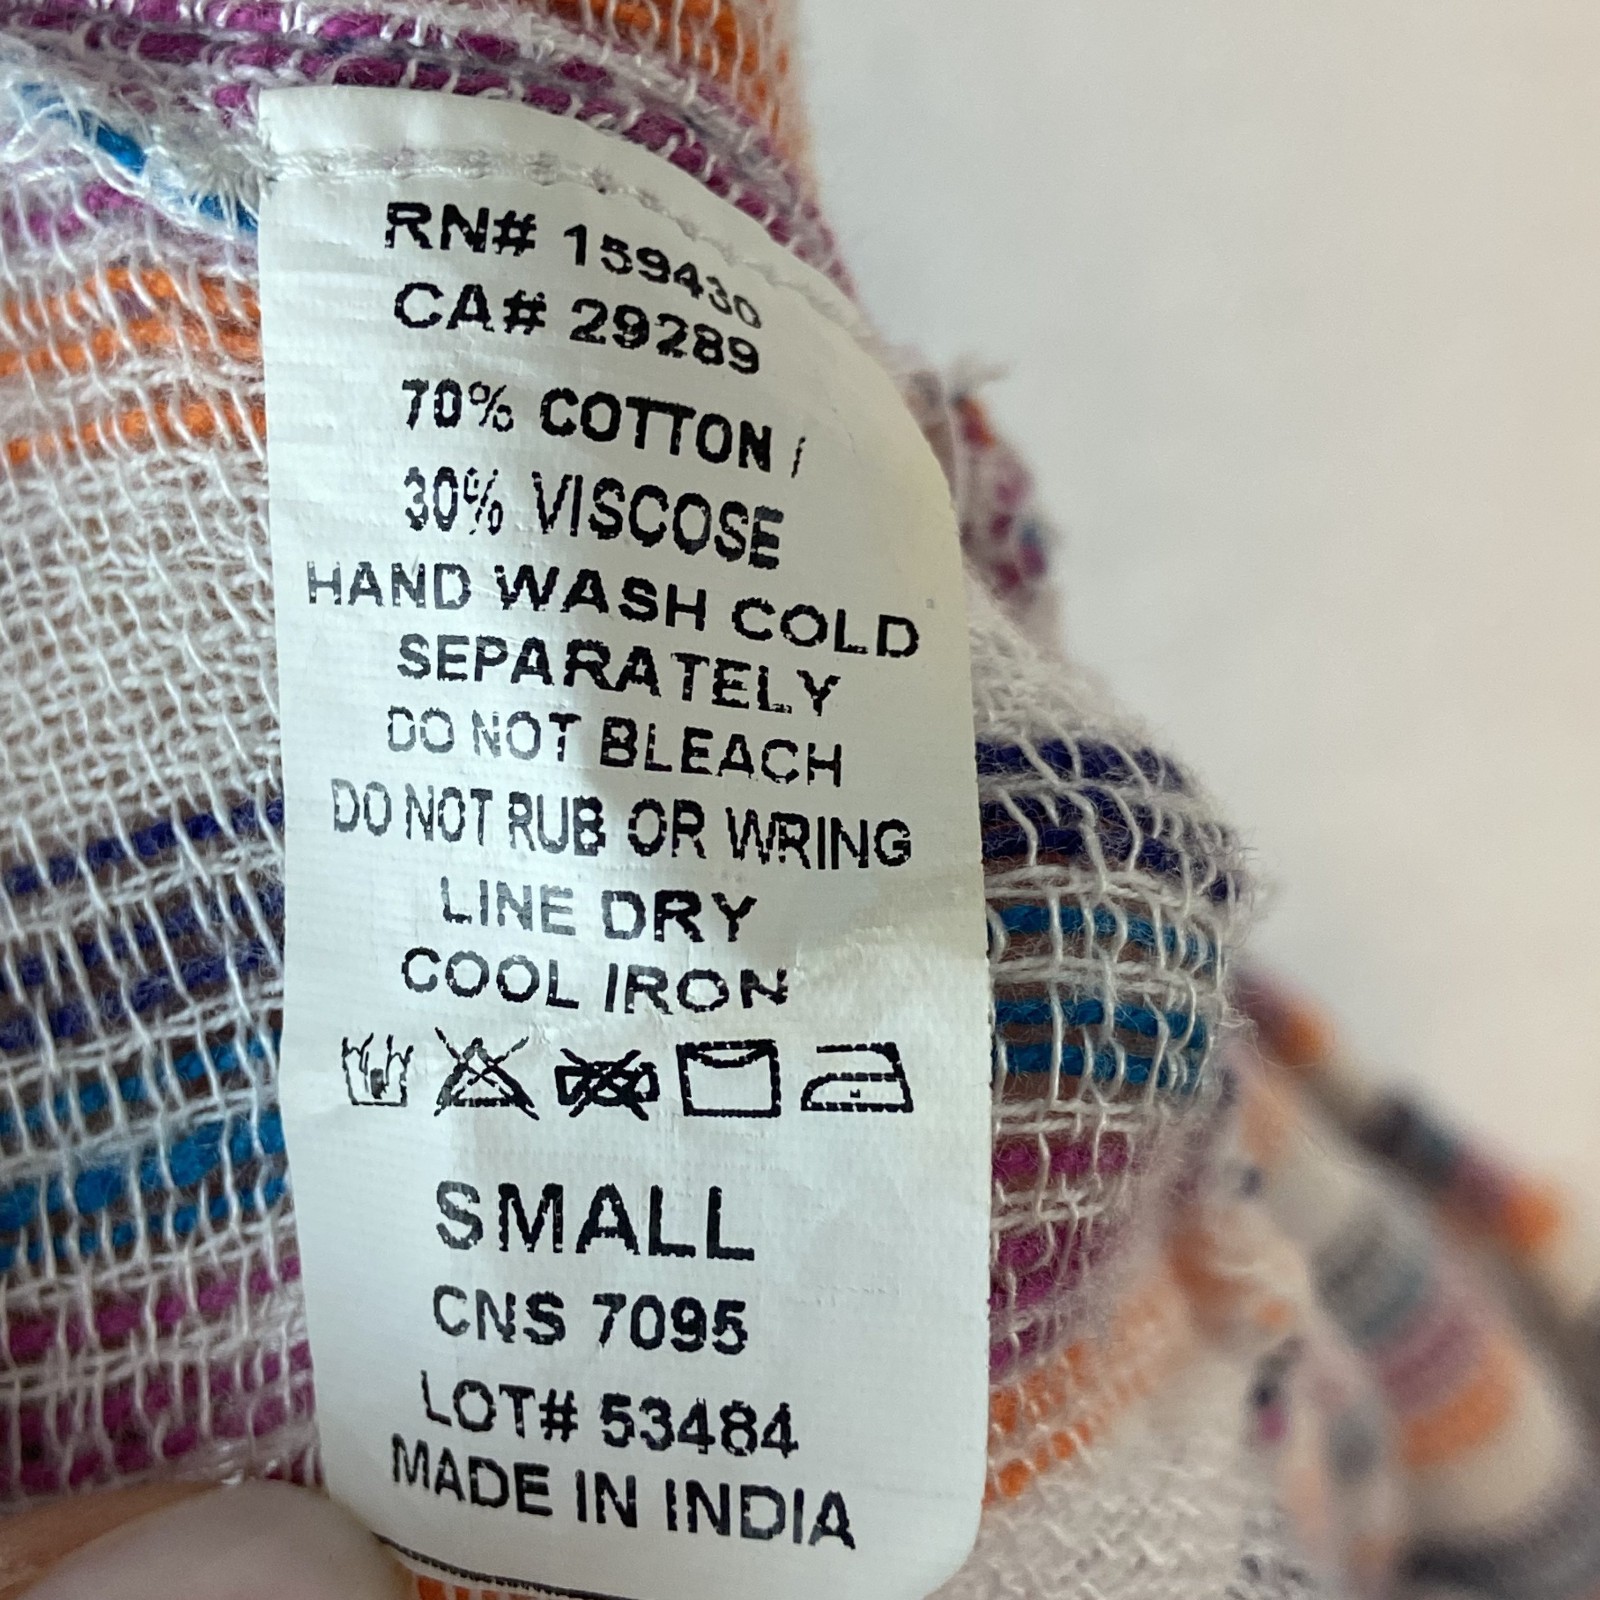 RN# 159430
CA# 29289
70% COTTON /
30% VISCOSE
HAND WASH COLD
SEPARATELY
DO NOT BLEACH
DO NOT RUB OR WRING
LINE DRY
COOL IRON
SMALL
CNS 7095
LOT# 53484
MADE IN INDIA